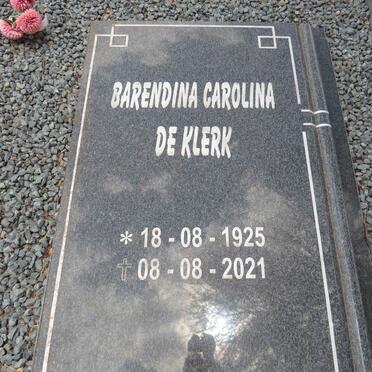 BARENDINA CAROLINA
DE KLERK
* 18 - 08 - 1925
✝ 08 - 08 - 2021